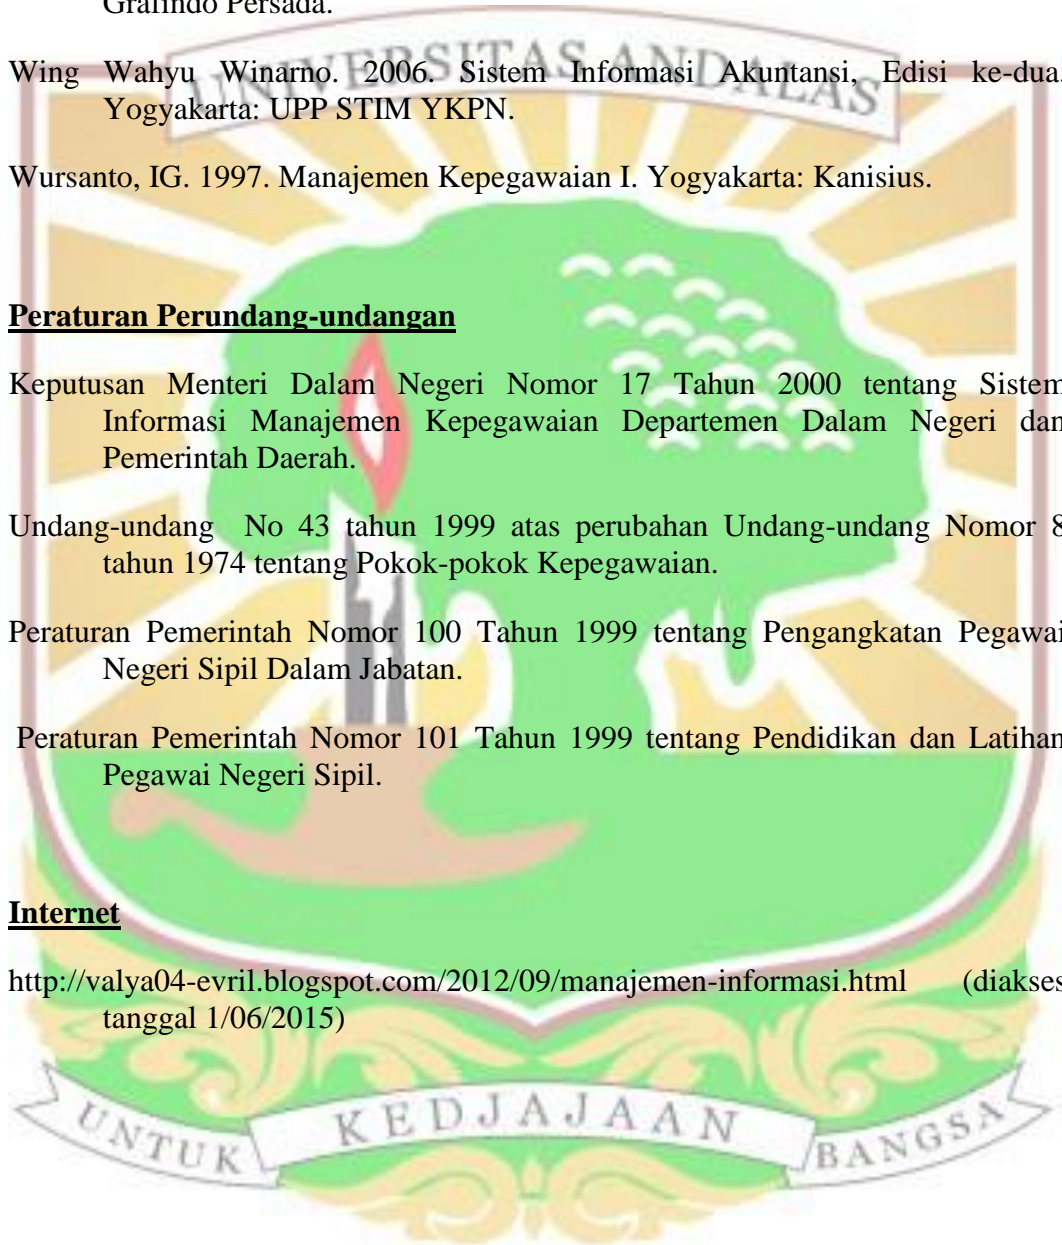 Grafindo Persada.
UNIVERSITAS ANDALAS
Wing Wahyu Winarno. 2006. Sistem Informasi Akuntansi, Edisi ke-dua.
Yogyakarta: UPP STIM YKPN.
Wursanto, IG. 1997. Manajemen Kepegawaian I. Yogyakarta: Kanisius.
Peraturan Perundang-undangan
Keputusan Menteri Dalam Negeri Nomor 17 Tahun 2000 tentang Sistem
Informasi Manajemen Kepegawaian Departemen Dalam Negeri dan
Pemerintah Daerah.
Undang-undang No 43 tahun 1999 atas perubahan Undang-undang Nomor 8
tahun 1974 tentang Pokok-pokok Kepegawaian.
Peraturan Pemerintah Nomor 100 Tahun 1999 tentang Pengangkatan Pegawai
Negeri Sipil Dalam Jabatan.
Peraturan Pemerintah Nomor 101 Tahun 1999 tentang Pendidikan dan Latihan
Pegawai Negeri Sipil.
Internet
http://valya04-evril.blogspot.com/2012/09/manajemen-informasi.html (diakses
tanggal 1/06/2015)
UNTUK KEDJAJAAN BANGSA